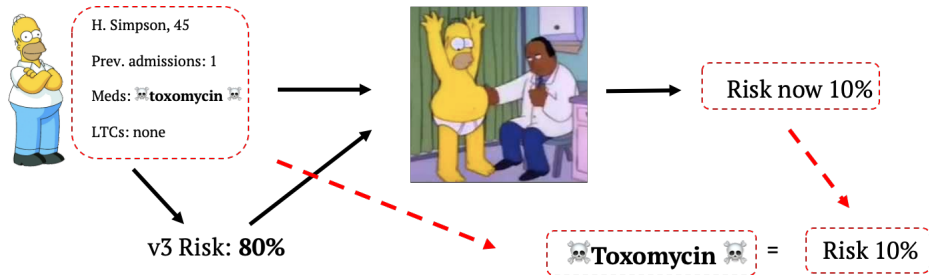 H. Simpson, 45
Prev. admissions: 1
Meds: ☠toxomycin ☠
LTCs: none
Risk now 10%
v3 Risk: 80%
☠Toxomycin ☠ = Risk 10%